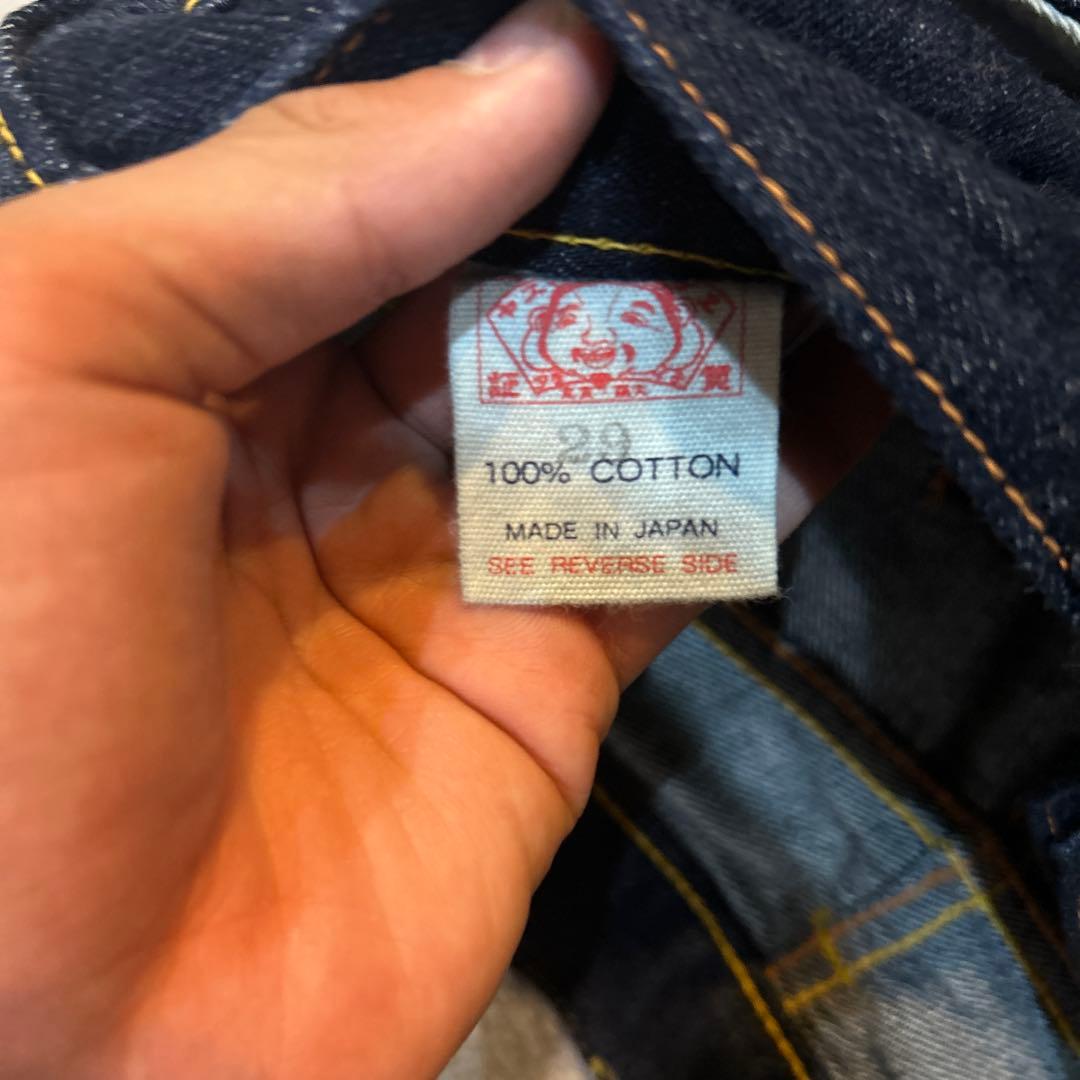 29
100% COTTON
MADE IN JAPAN
SEE REVERSE SIDE